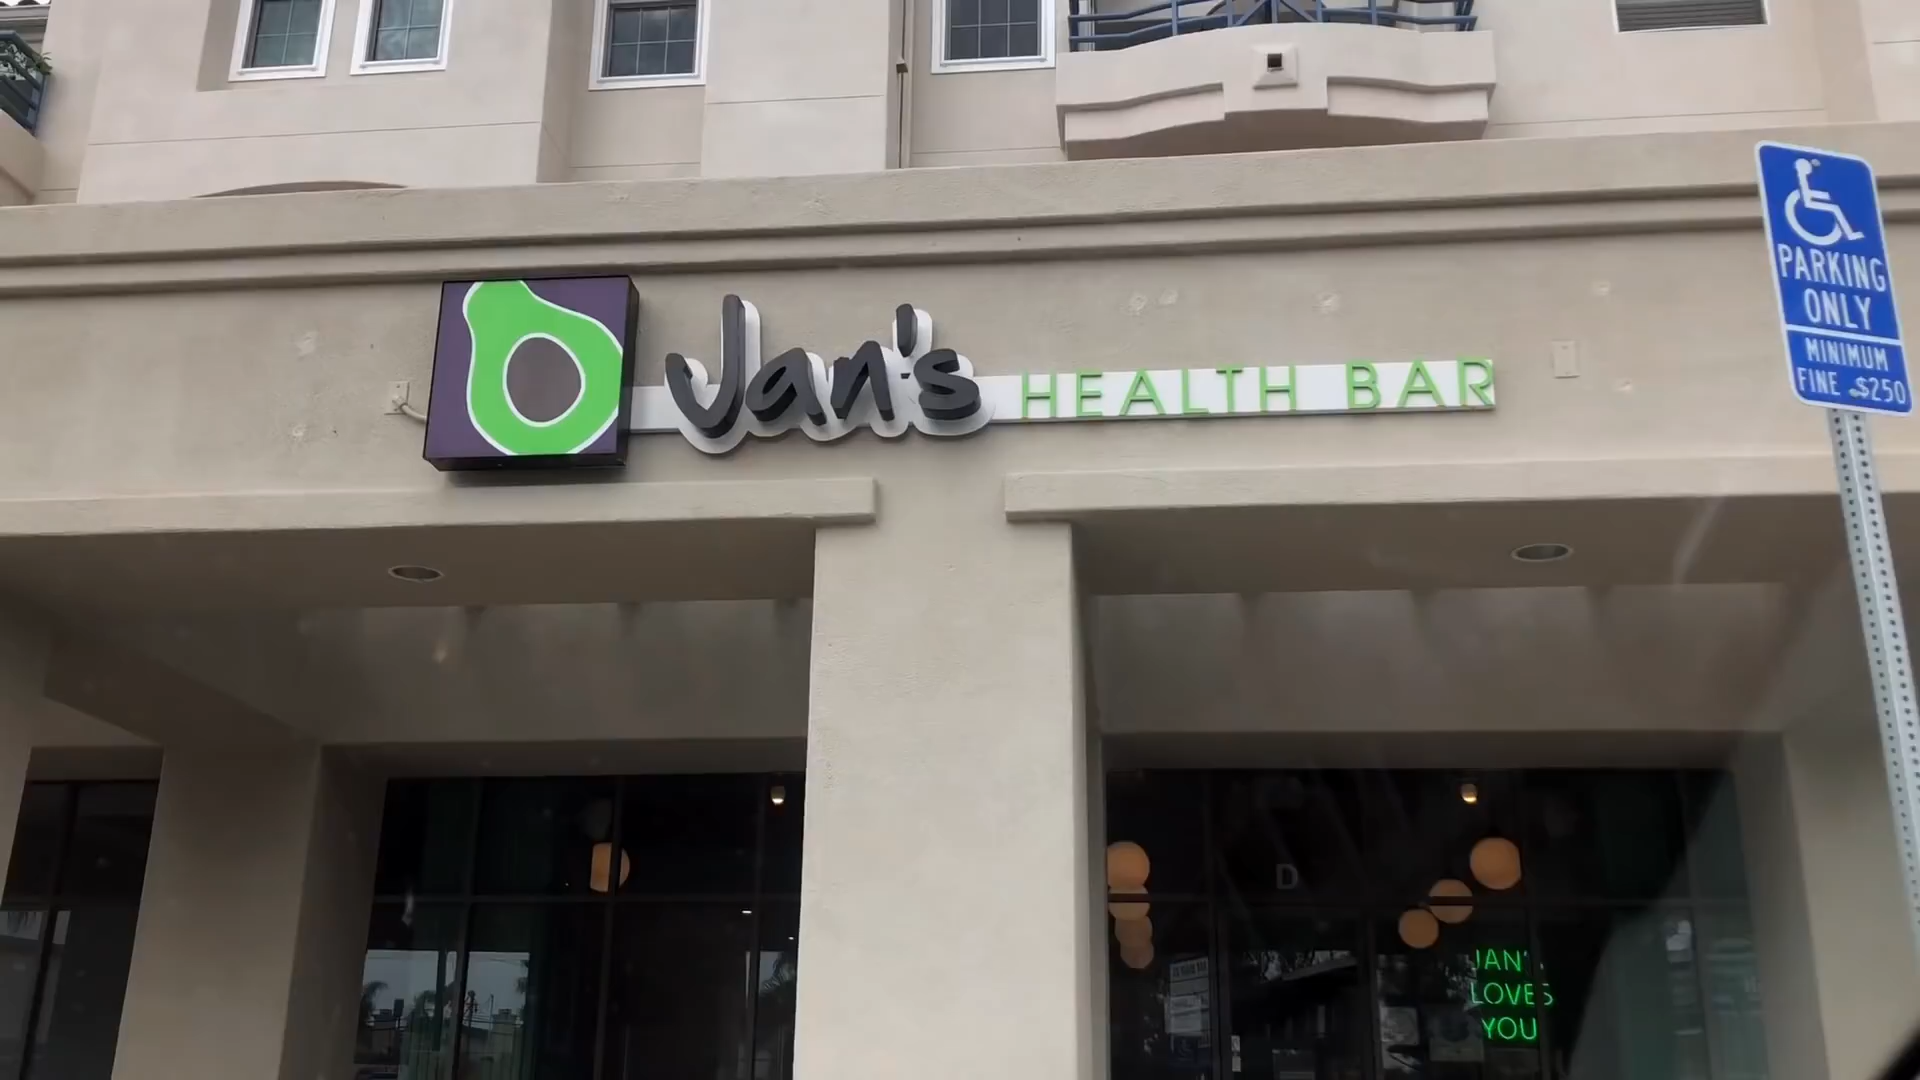 Jan's HEALTH BAR
PARKING
ONLY
MINIMUM
FINE $250
D
JAN'S
LOVES
YOU